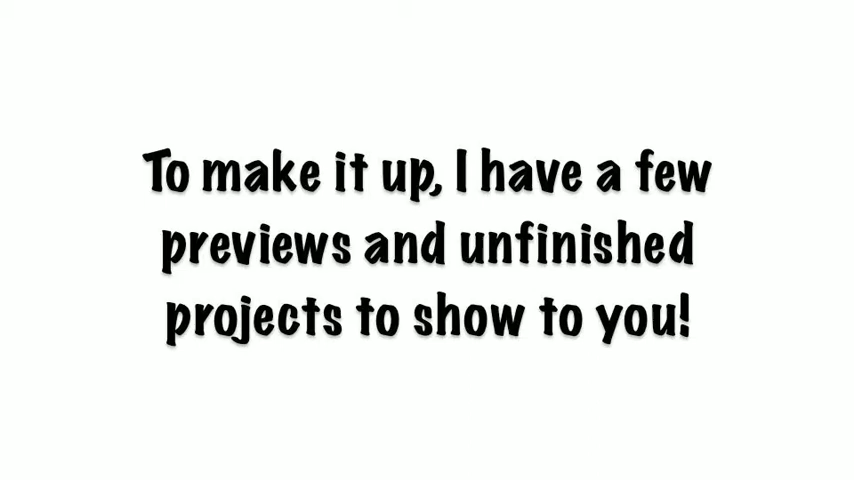 To make it up, I have a few
previews and unfinished
projects to show to you!